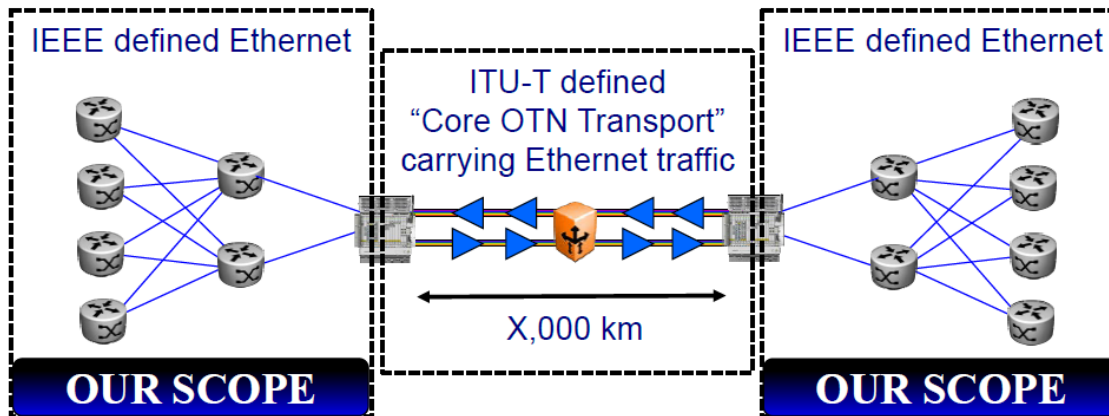 IEEE defined Ethernet
ITU-T defined
“Core OTN Transport”
carrying Ethernet traffic
X,000 km
OUR SCOPE
IEEE defined Ethernet
OUR SCOPE